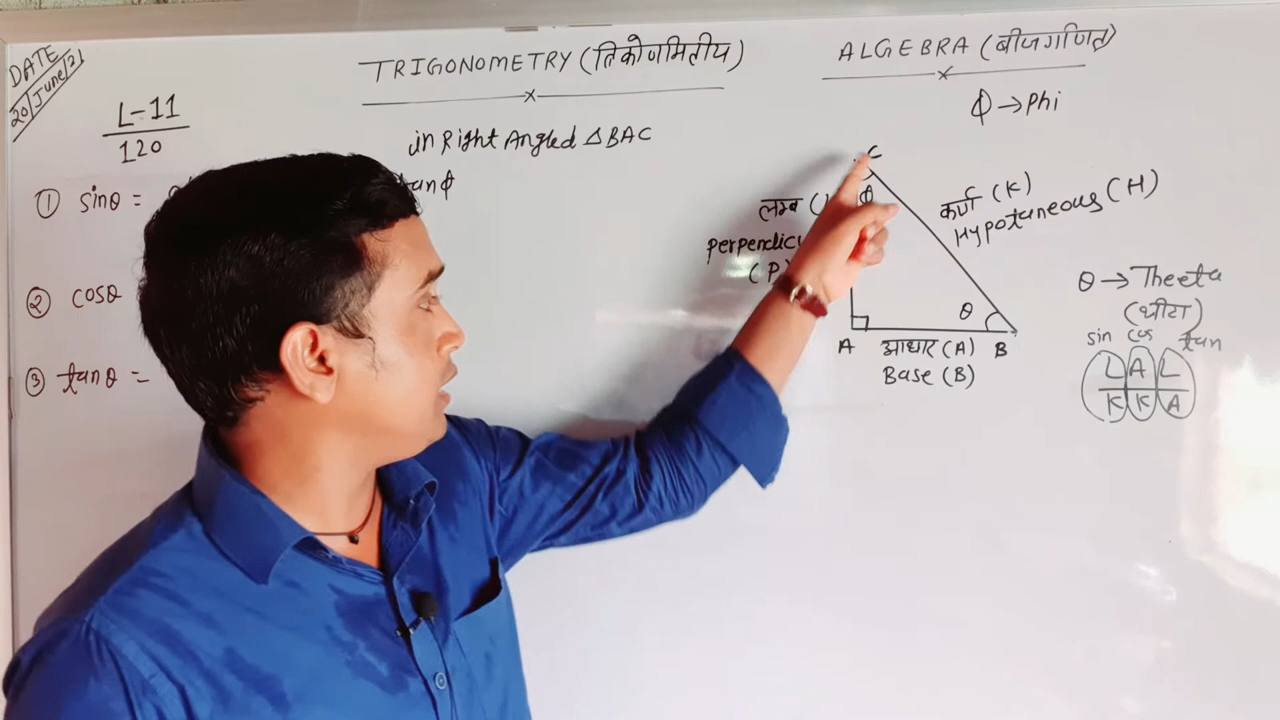 DATE
20/June/21
TRIGONOMETRY (त्रिकोणमितीय)
ALGEBRA (बीजगणित)
x
x
L-11
120
ϕ → Phi
in Right Angled △ BAC
① sinθ =
tanϕ
② cosθ
③ tanθ =
C
ϕ
लम्ब (
(P)
कर्ण (K)
Hypotaneous (H)
θ
A
B
आधार (A)
Base (B)
θ → Theeta
(थीटा)
sin cos tan
L A L
K K A